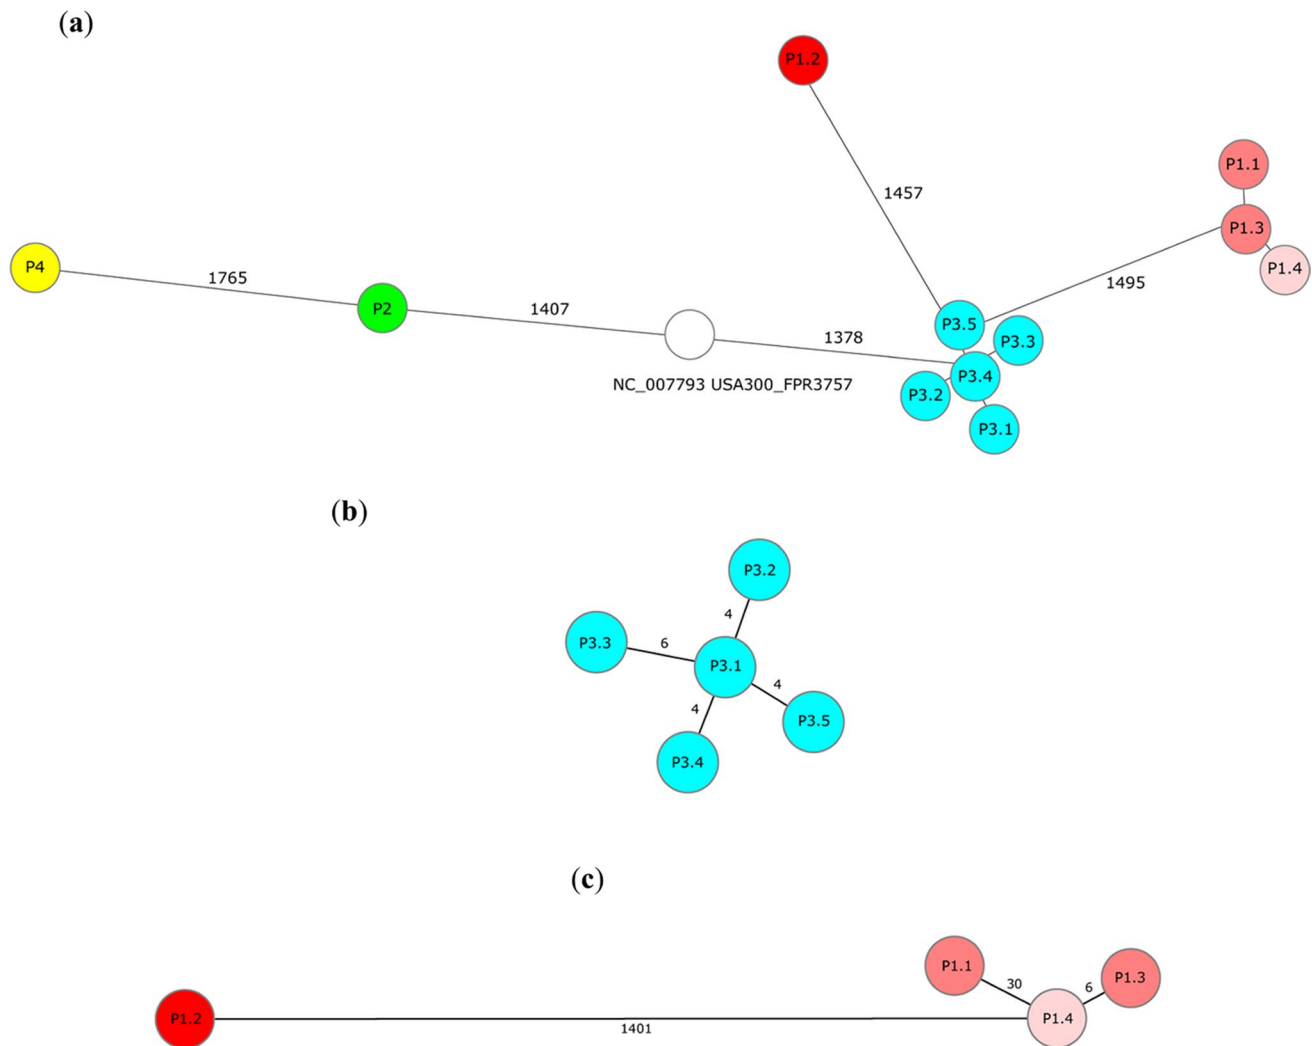 (a)
P1.2
P1.1
1457
P1.3
P4
1765
P1.4
1495
P2
1407
1378
P3.5
P3.3
NC_007793 USA300_FPR3757
P3.4
P3.2
P3.1
(b)
P3.2
4
P3.3
6
P3.1
4
4
P3.5
P3.4
(c)
P1.1
30
6
P1.3
P1.2
1401
P1.4